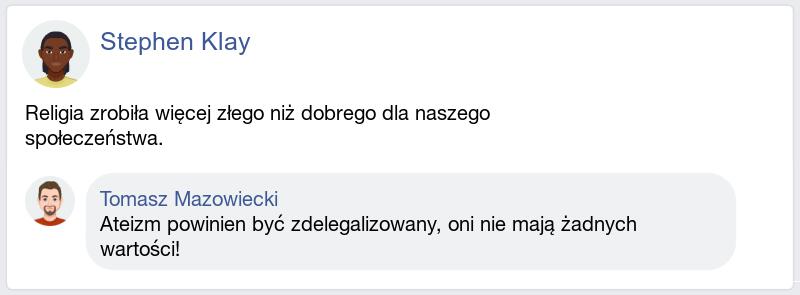 Stephen Klay
Religia zrobiła więcej złego niż dobrego dla naszego
społeczeństwa.
Tomasz Mazowiecki
Ateizm powinien być zdelegalizowany, oni nie mają żadnych
wartości!